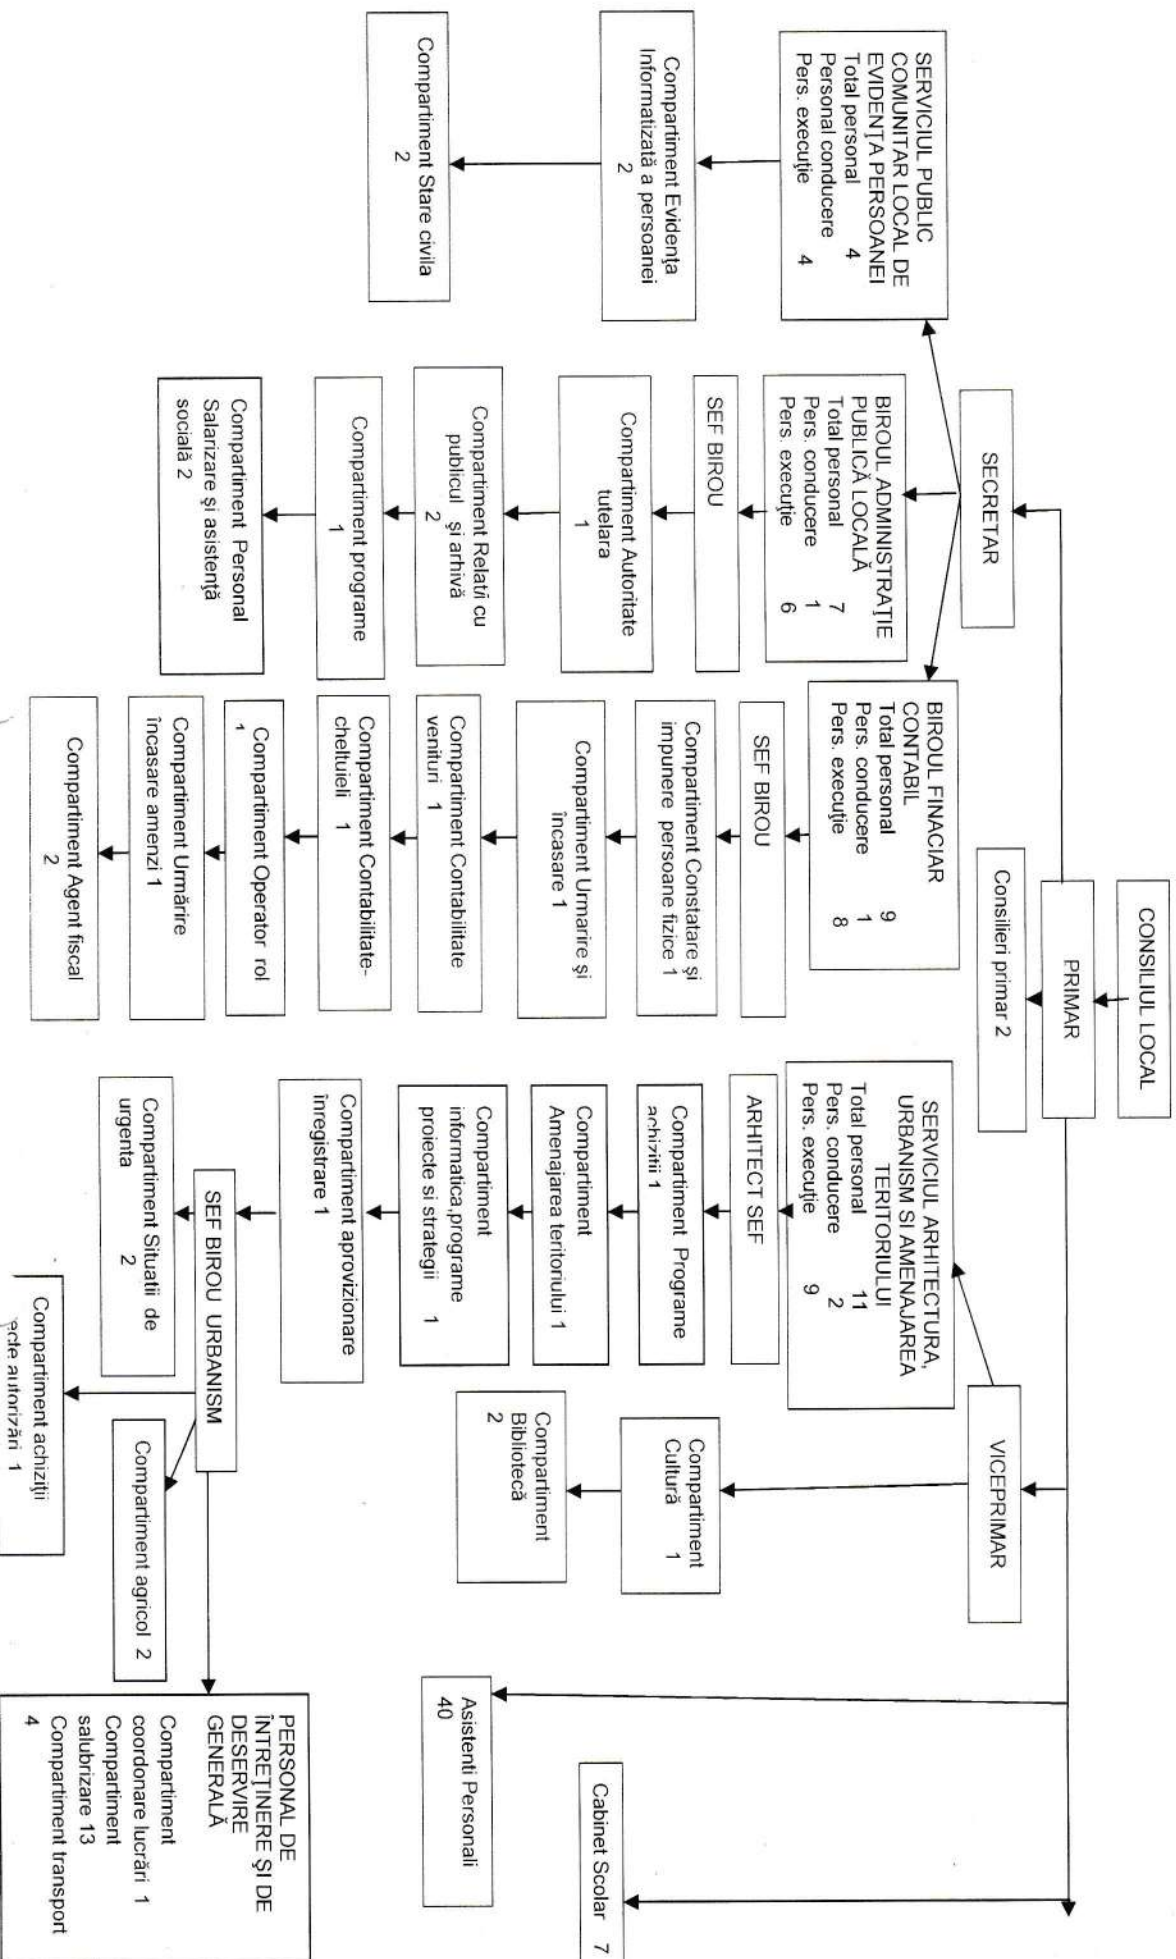 CONSILIUL LOCAL
PRIMAR
Consilieri primar 2
SECRETAR
VICEPRIMAR
SERVICIUL PUBLIC
COMUNITAR LOCAL DE
EVIDENȚA PERSOANEI
Total personal 4
Personal conducere
Pers. execuție 4
Compartiment Evidența
Informatizată a persoanei
2
Compartiment Stare civila
2
BIROUL ADMINISTRAȚIE
PUBLICĂ LOCALĂ
Total personal 7
Pers. conducere 1
Pers. execuție 6
SEF BIROU
Compartiment Autoritate
tutelara
1
Compartiment Relații cu
publicul și arhivă
2
Compartiment programe
1
Compartiment Personal
Salarizare și asistență
socială 2
BIROUL FINACIAR
CONTABIL
Total personal 9
Pers. conducere 1
Pers. execuție 8
SEF BIROU
Compartiment Constatare și
impunere persoane fizice 1
Compartiment Urmarire și
încasare 1
Compartiment Contabilitate
venituri 1
Compartiment Contabilitate-
cheltuieli 1
Compartiment Operator rol
1
Compartiment Urmărire
încasare amenzi 1
Compartiment Agent fiscal
2
SERVICIUL ARHITECTURA,
URBANISM SI AMENAJAREA
TERITORIULUI
Total personal 11
Pers. conducere 2
Pers. execuție 9
ARHITECT SEF
Compartiment Programe
achizitii 1
Compartiment
Amenajarea teritoriului 1
Compartiment
informatica,programe
proiecte si strategii 1
Compartiment aprovizionare
înregistrare 1
SEF BIROU URBANISM
Compartiment Situatii de
urgenta 2
Compartiment achiziții
autorizări 1
Compartiment agricol 2
Compartiment
Cultură 1
Compartiment
Bibliotecă
2
Asistenti Personali
40
Cabinet Scolar 7
PERSONAL DE
ÎNTREȚINERE ȘI DE
DESERVIRE
GENERALĂ
Compartiment
coordonare lucrări 1
Compartiment
salubrizare 13
Compartiment transport
4